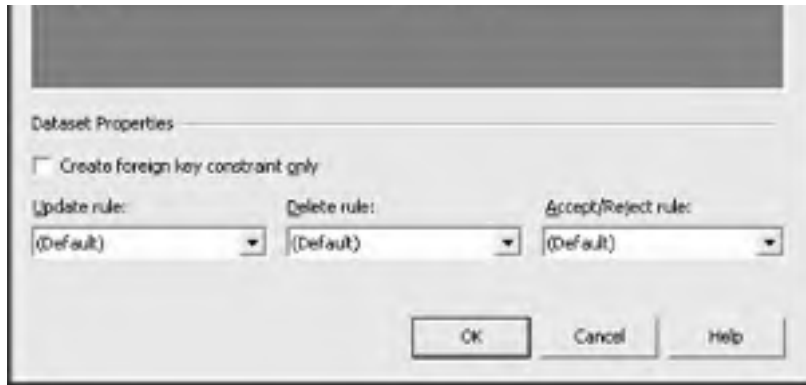 Dataset Properties
Create foreign key constraint only
Update rule: Delete rule: Accept/Reject rule:
(Default) (Default) (Default)
OK Cancel Help